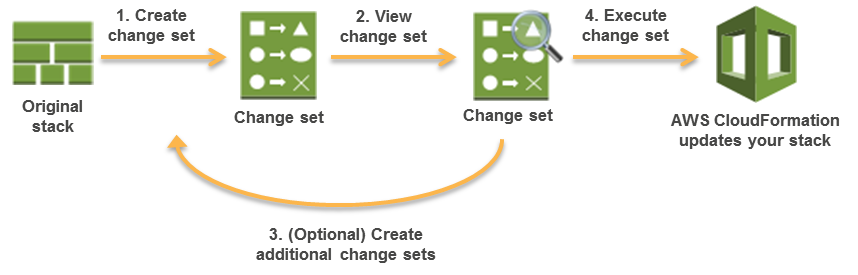 1. Create
change set
2. View
change set
4. Execute
change set
Original
stack
Change set
Change set
AWS CloudFormation
updates your stack
3. (Optional) Create
additional change sets